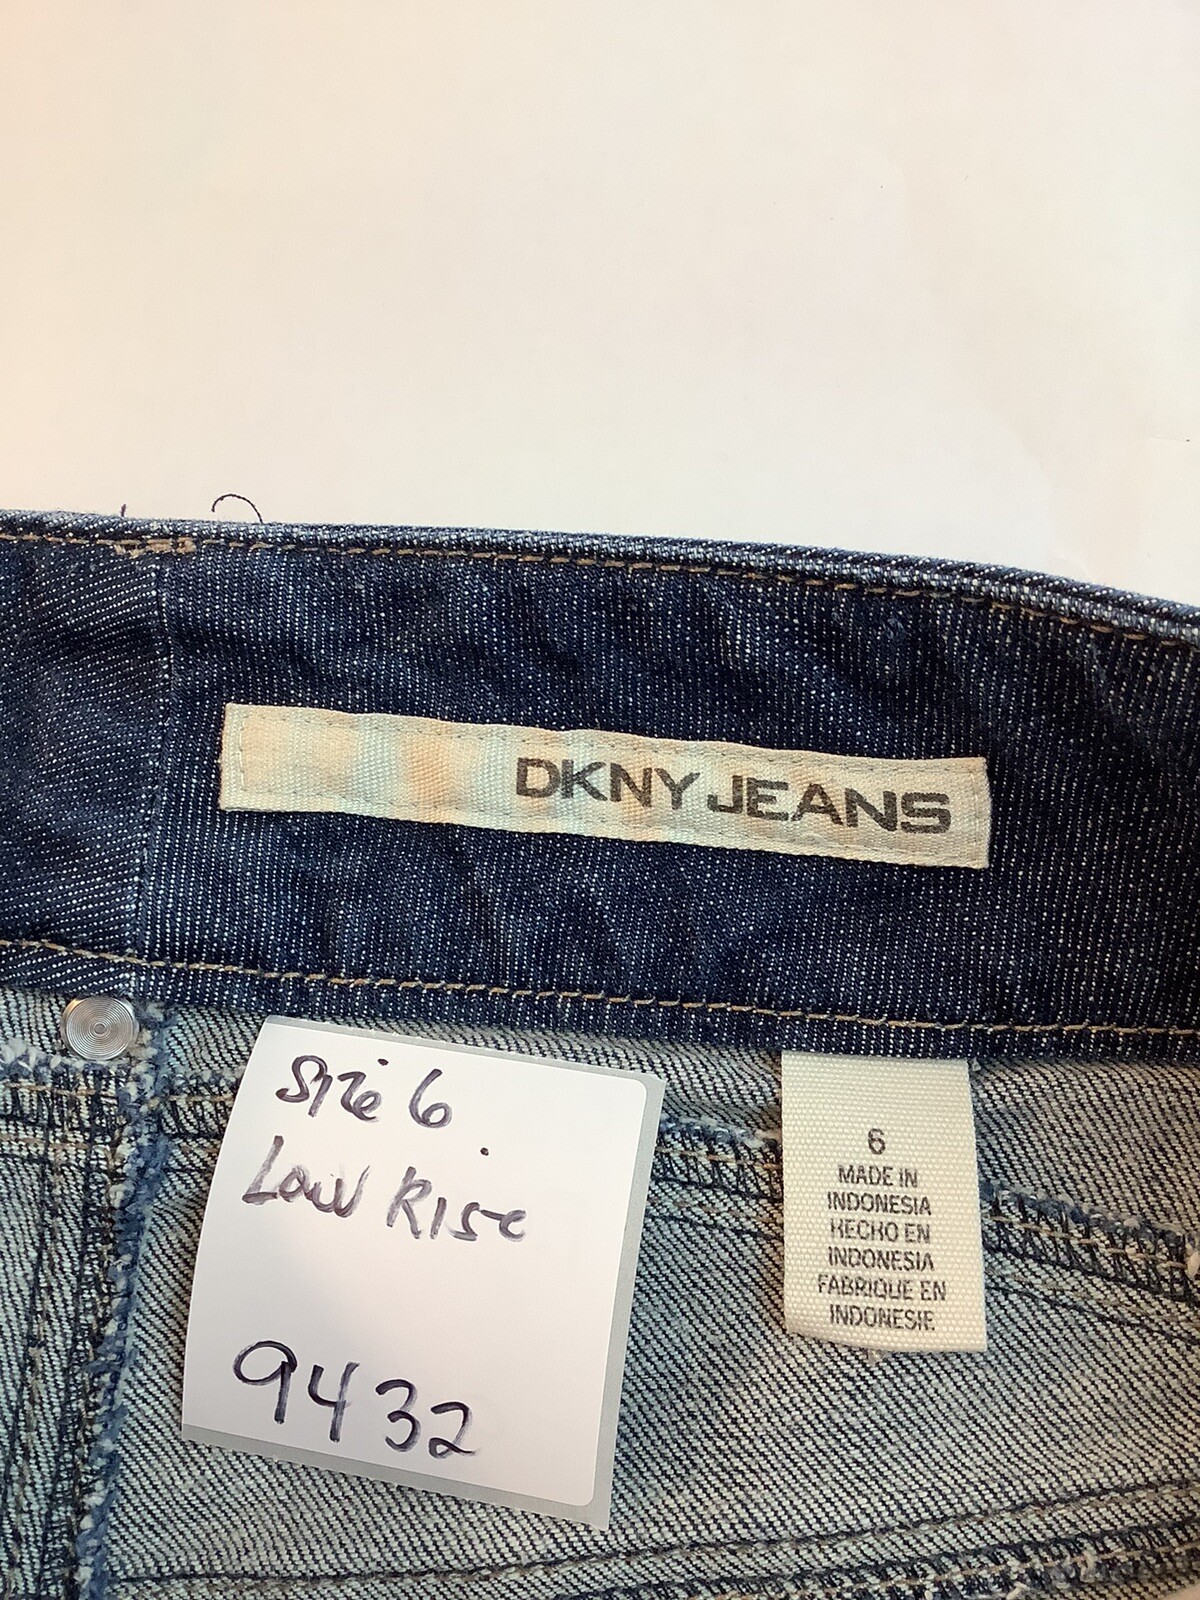 DKNY JEANS
Size 6
Low Rise
9432
6
MADE IN
INDONESIA
HECHO EN
INDONESIA
FABRIQUE EN
INDONESIE